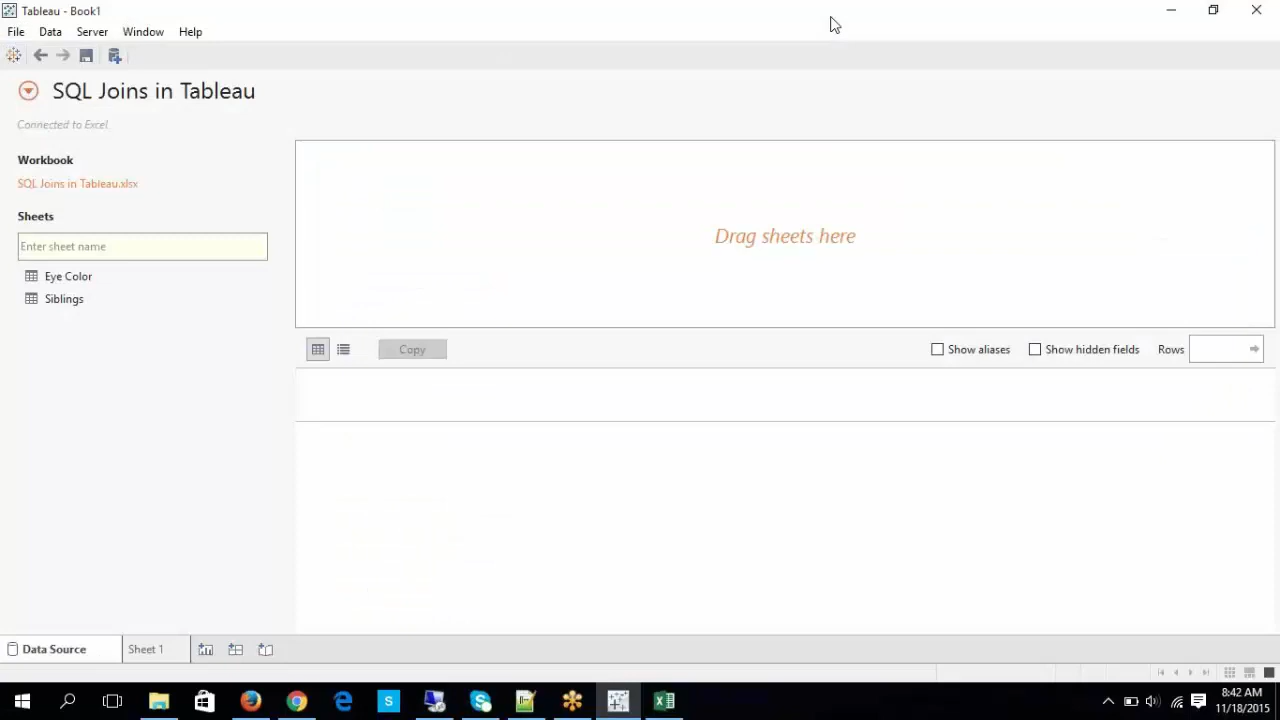 Tableau - Book1
File Data Server Window Help
SQL Joins in Tableau
Connected to Excel
Workbook
SQL Joins in Tableau.xlsx
Sheets
Enter sheet name
Eye Color
Siblings
Drag sheets here
Copy
Show aliases
Show hidden fields
Rows
Data Source
Sheet 1
8:42 AM
11/18/2015